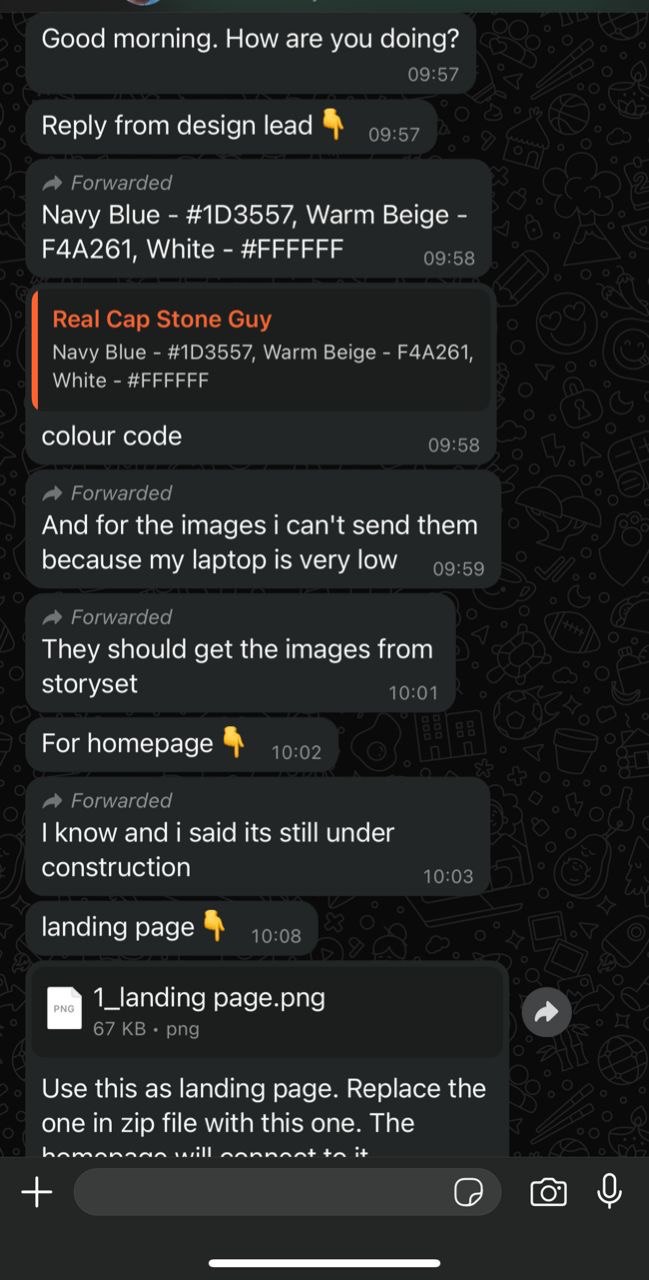 Good morning. How are you doing?
09:57
Reply from design lead 👇 09:57
Forwarded
Navy Blue - #1D3557, Warm Beige -
F4A261, White - #FFFFFF
09:58
Real Cap Stone Guy
Navy Blue - #1D3557, Warm Beige - F4A261,
White - #FFFFFF
colour code
09:58
Forwarded
And for the images i can't send them
because my laptop is very low
09:59
Forwarded
They should get the images from
storyset
10:01
For homepage 👇 10:02
Forwarded
I know and i said its still under
construction
10:03
landing page 👇 10:08
PNG
1_landing page.png
67 KB • png
Use this as landing page. Replace the
one in zip file with this one. The
homepage will connect to it